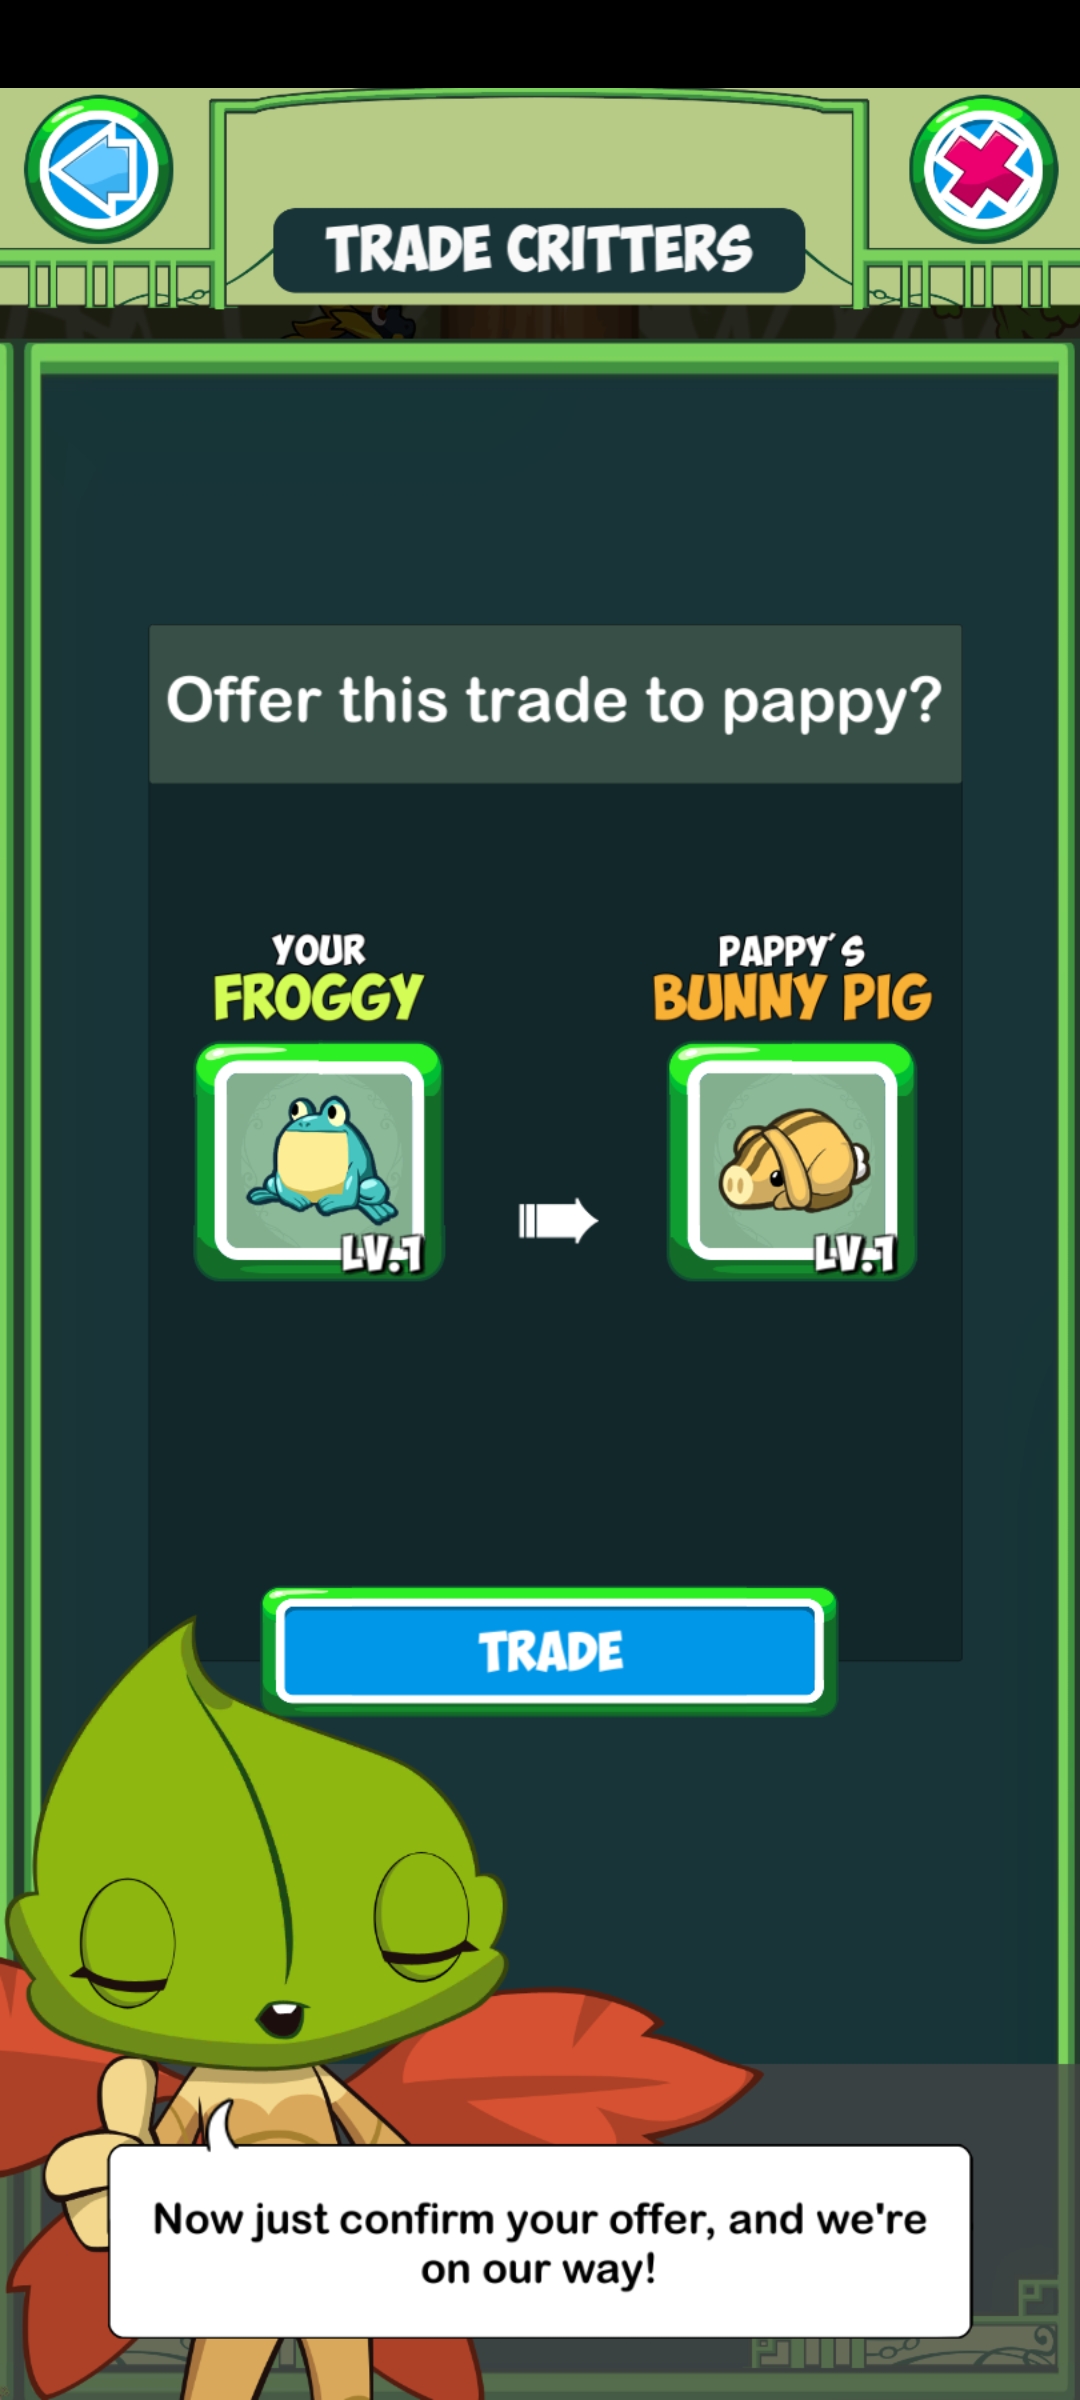 TRADE CRITTERS
Offer this trade to pappy?
YOUR
FROGGY
PAPPY'S
BUNNY PIG
LV.1
LV.1
TRADE
Now just confirm your offer, and we're
on our way!